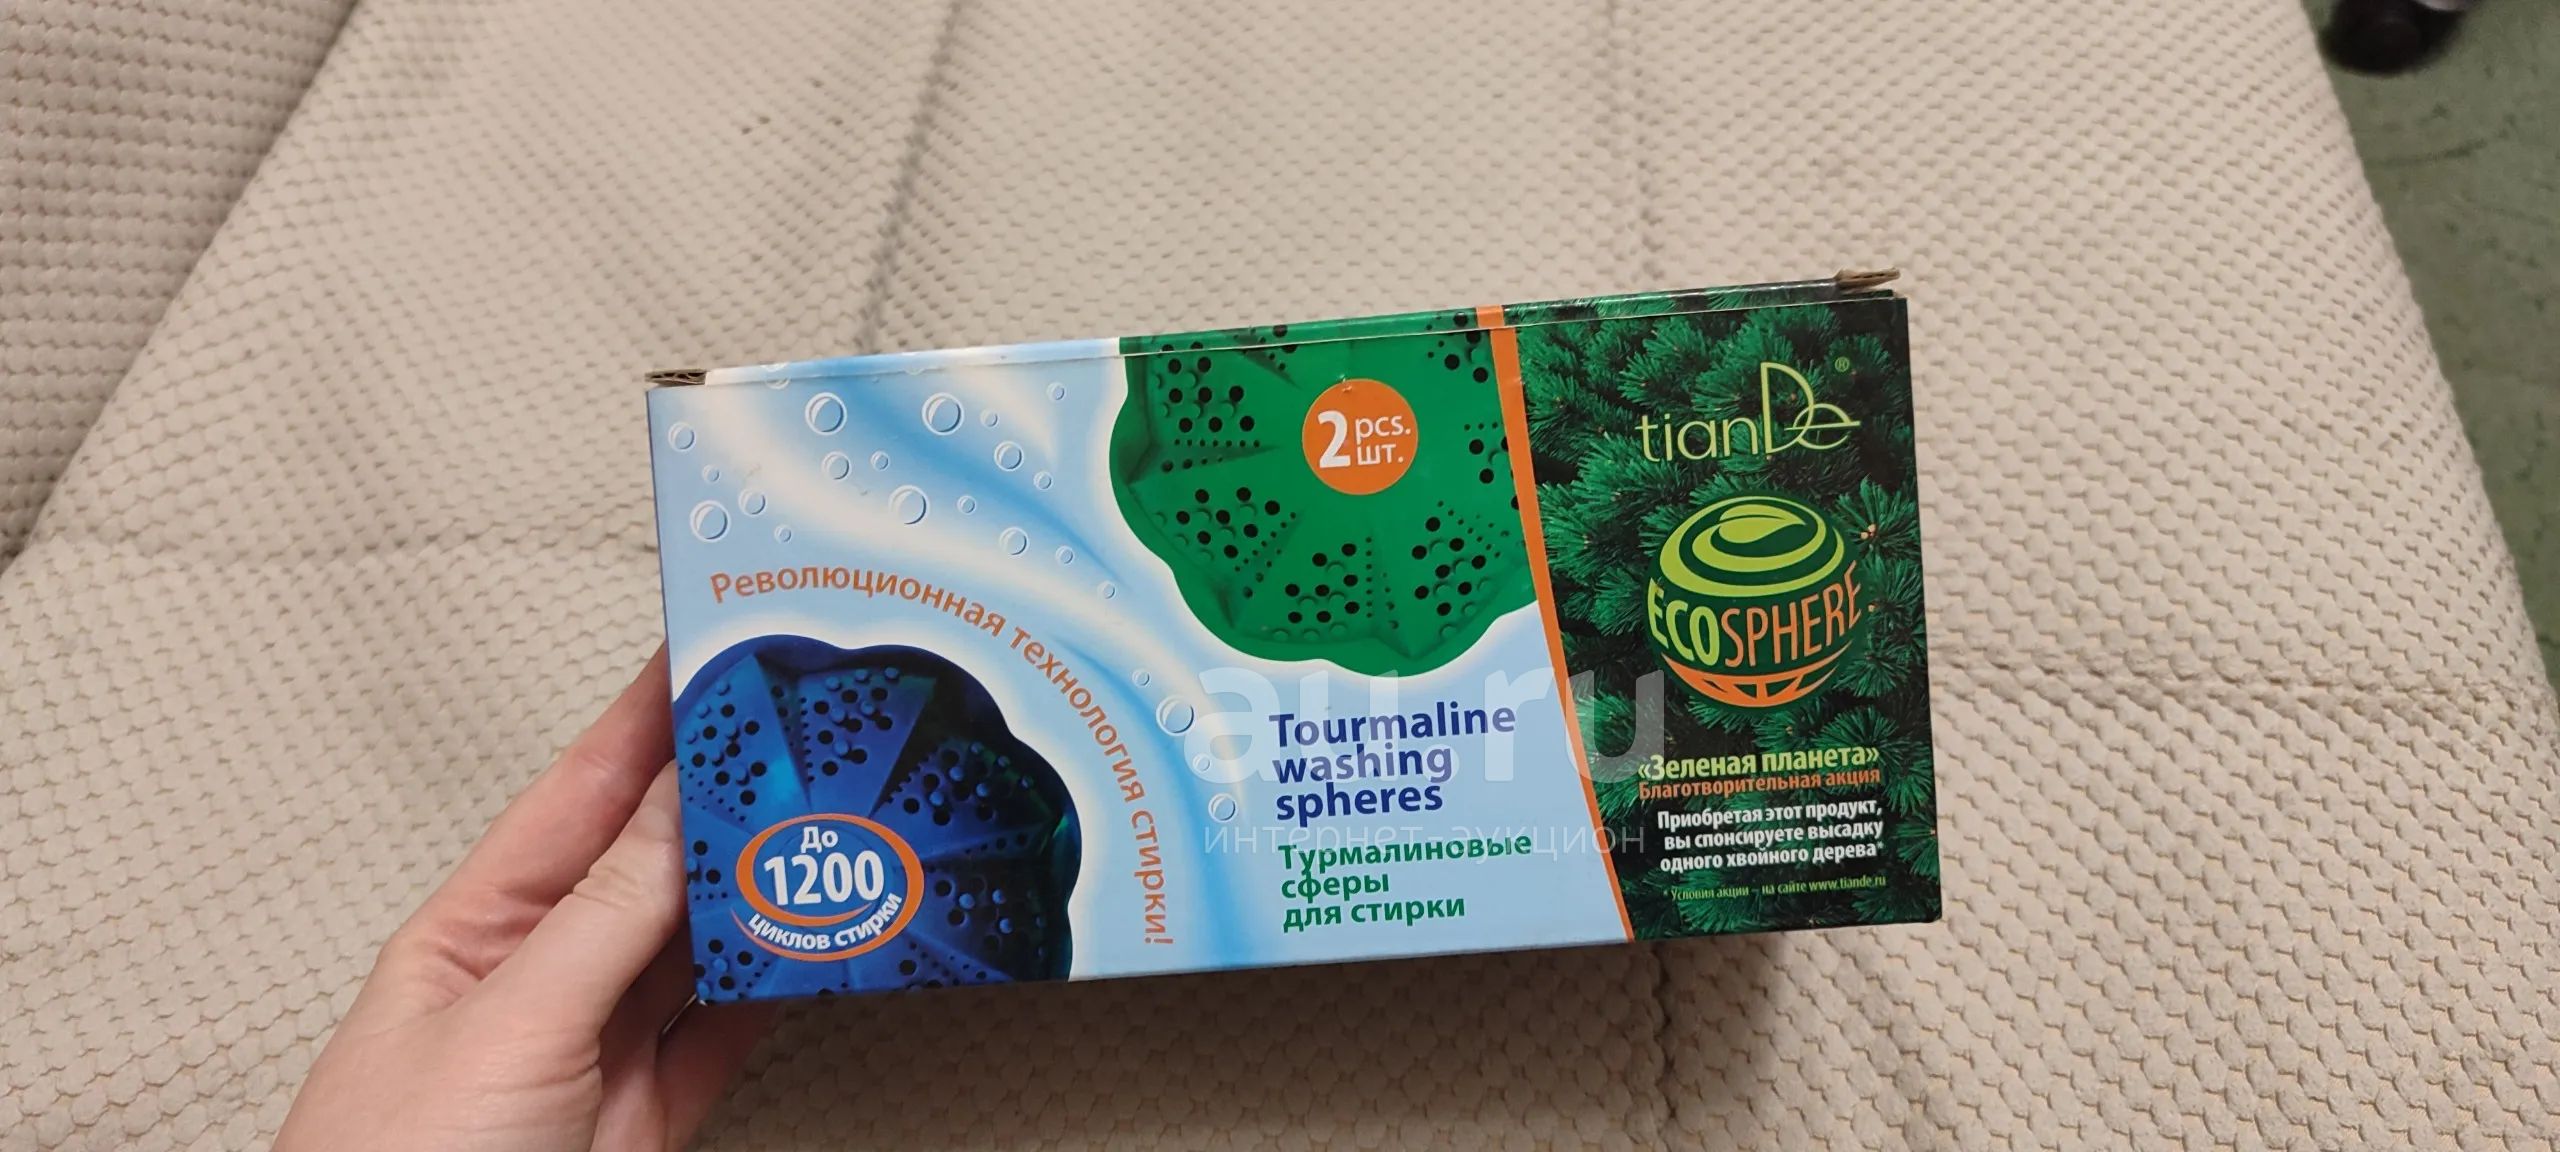 2 pcs.
шт.
tianDe®
ECOSPHERE
Революционная технология стирки!
До
1200
циклов стирки
Tourmaline
washing
spheres
Турмалиновые
сферы
для стирки
«Зеленая планета»
Благотворительная акция
Приобретая этот продукт,
вы спонсируете высадку
одного хвойного дерева*
* Условия акции – на сайте www.tiande.ru
au.ru
интернет-аукцион